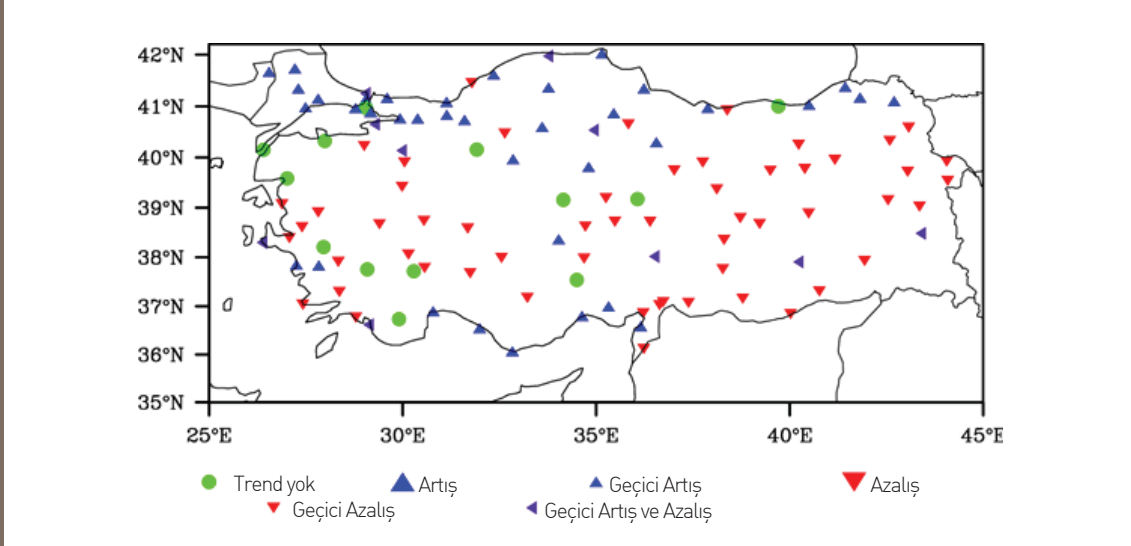 42°N
41°N
40°N
39°N
38°N
37°N
36°N
35°N
25°E 30°E 35°E 40°E 45°E
Trend yok Artış Geçici Artış Azalış
Geçici Azalış Geçici Artış ve Azalış